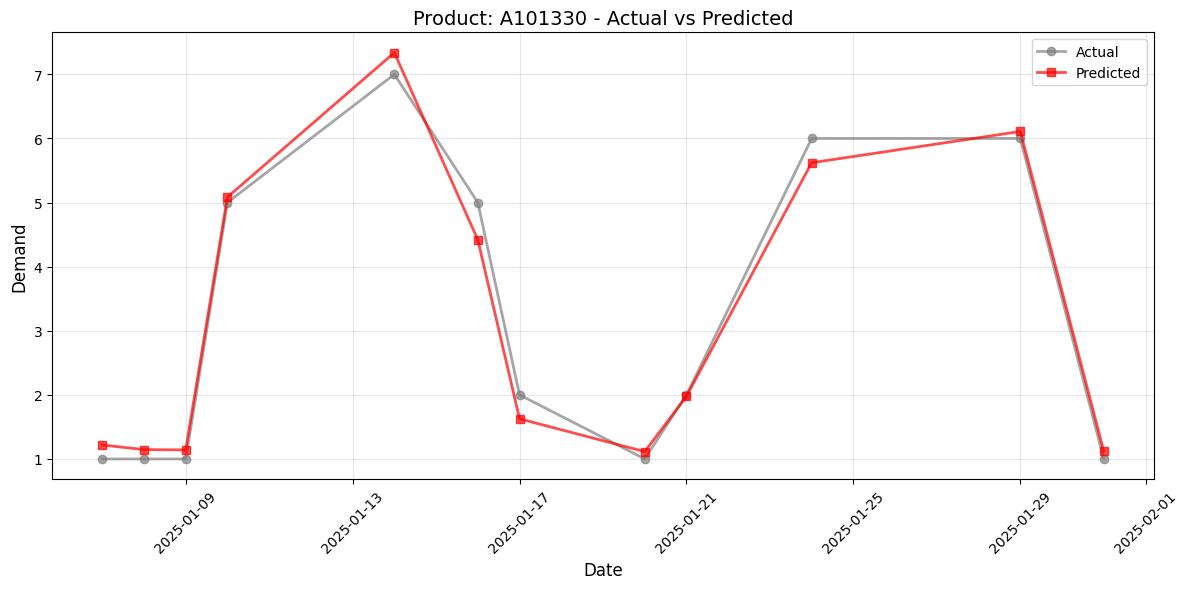 Product: A101330 - Actual vs Predicted
Actual
Predicted
Demand
7
6
5
4
3
2
1
2025-01-09
2025-01-13
2025-01-17
2025-01-21
2025-01-25
2025-01-29
2025-02-01
Date